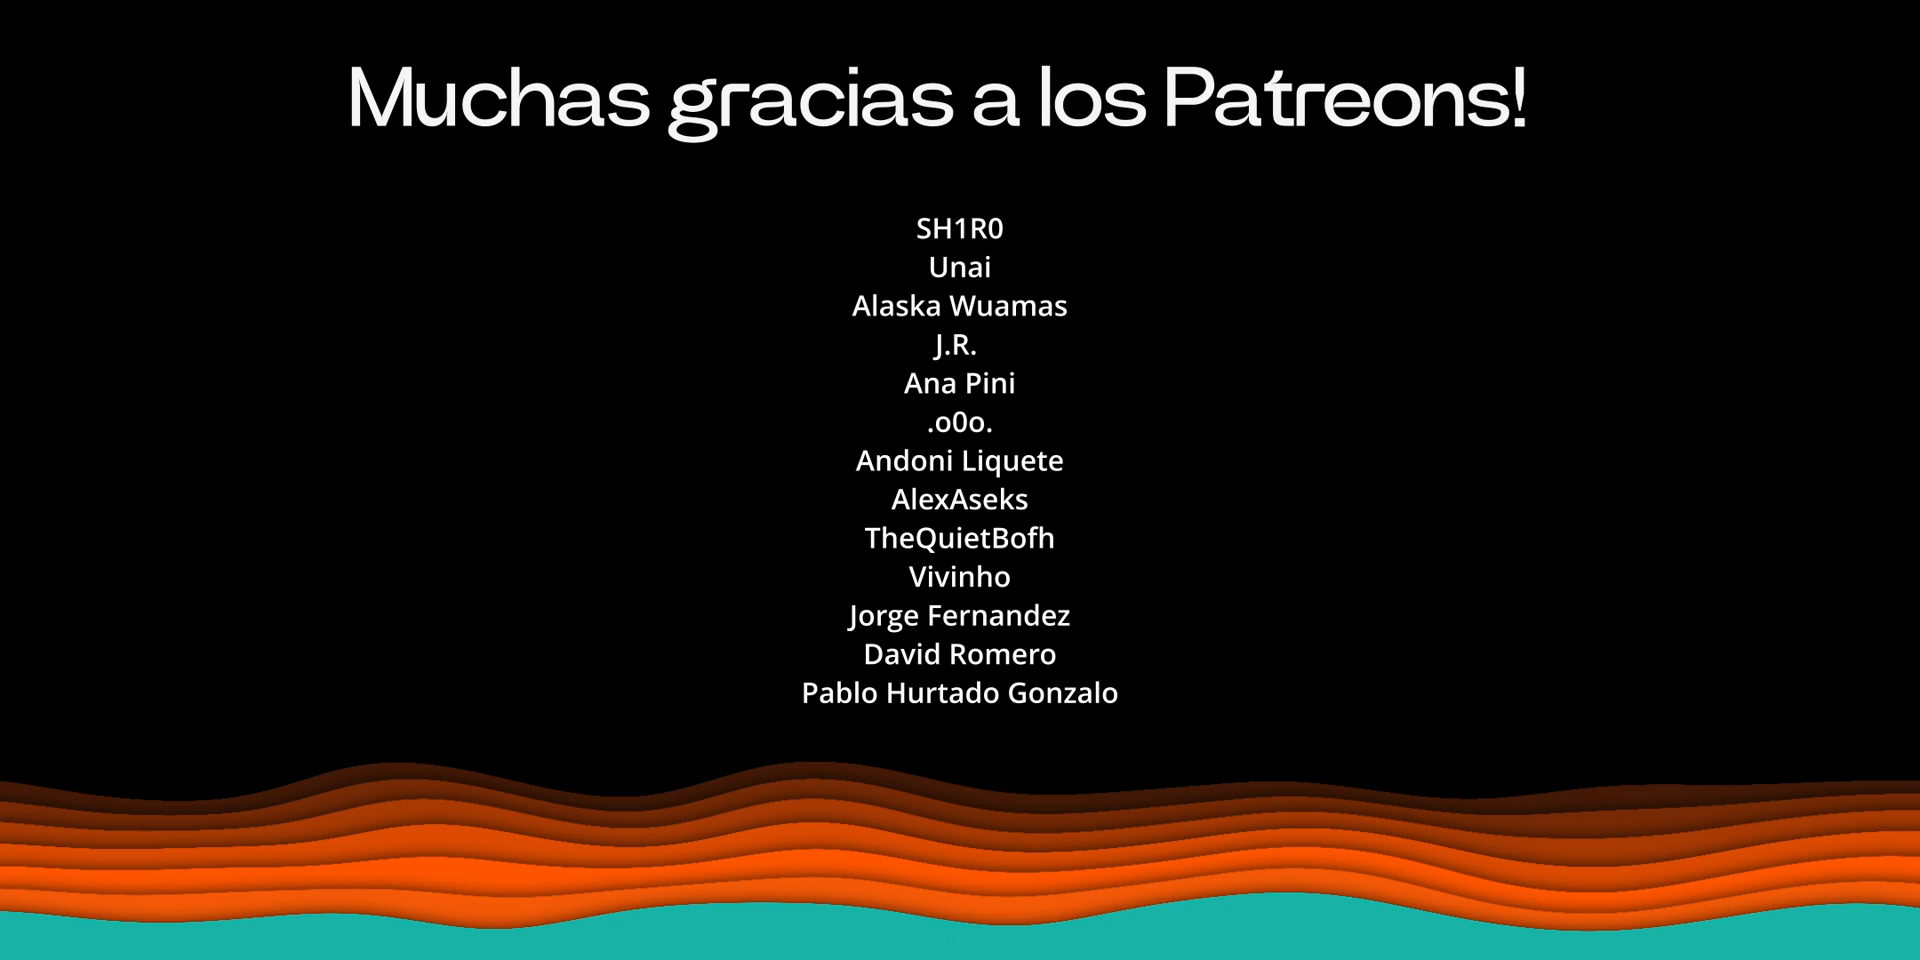 Muchas gracias a los Patreons!
SH1R0
Unai
Alaska Wuamas
J.R.
Ana Pini
.o0o.
Andoni Liquete
AlexAseks
TheQuietBofh
Vivinho
Jorge Fernandez
David Romero
Pablo Hurtado Gonzalo